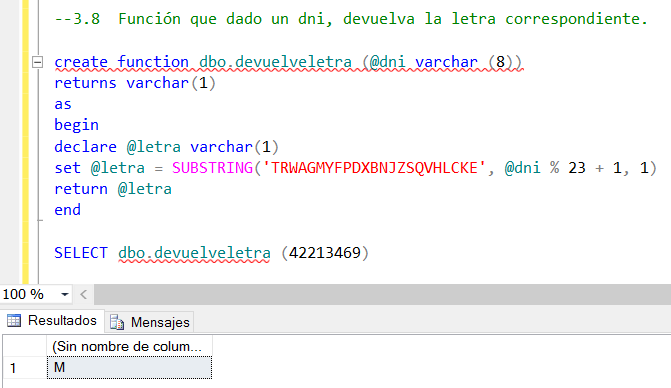 --3.8  Función que dado un dni, devuelva la letra correspondiente.
create function dbo.devuelveletra (@dni varchar (8))
returns varchar(1)
as
begin
declare @letra varchar(1)
set @letra = SUBSTRING('TRWAGMYFPDXBNJZSQVHLCKE', @dni % 23 + 1, 1)
return @letra
end
SELECT dbo.devuelveletra (42213469)
100 %
Resultados Mensajes
(Sin nombre de colum...
1 M